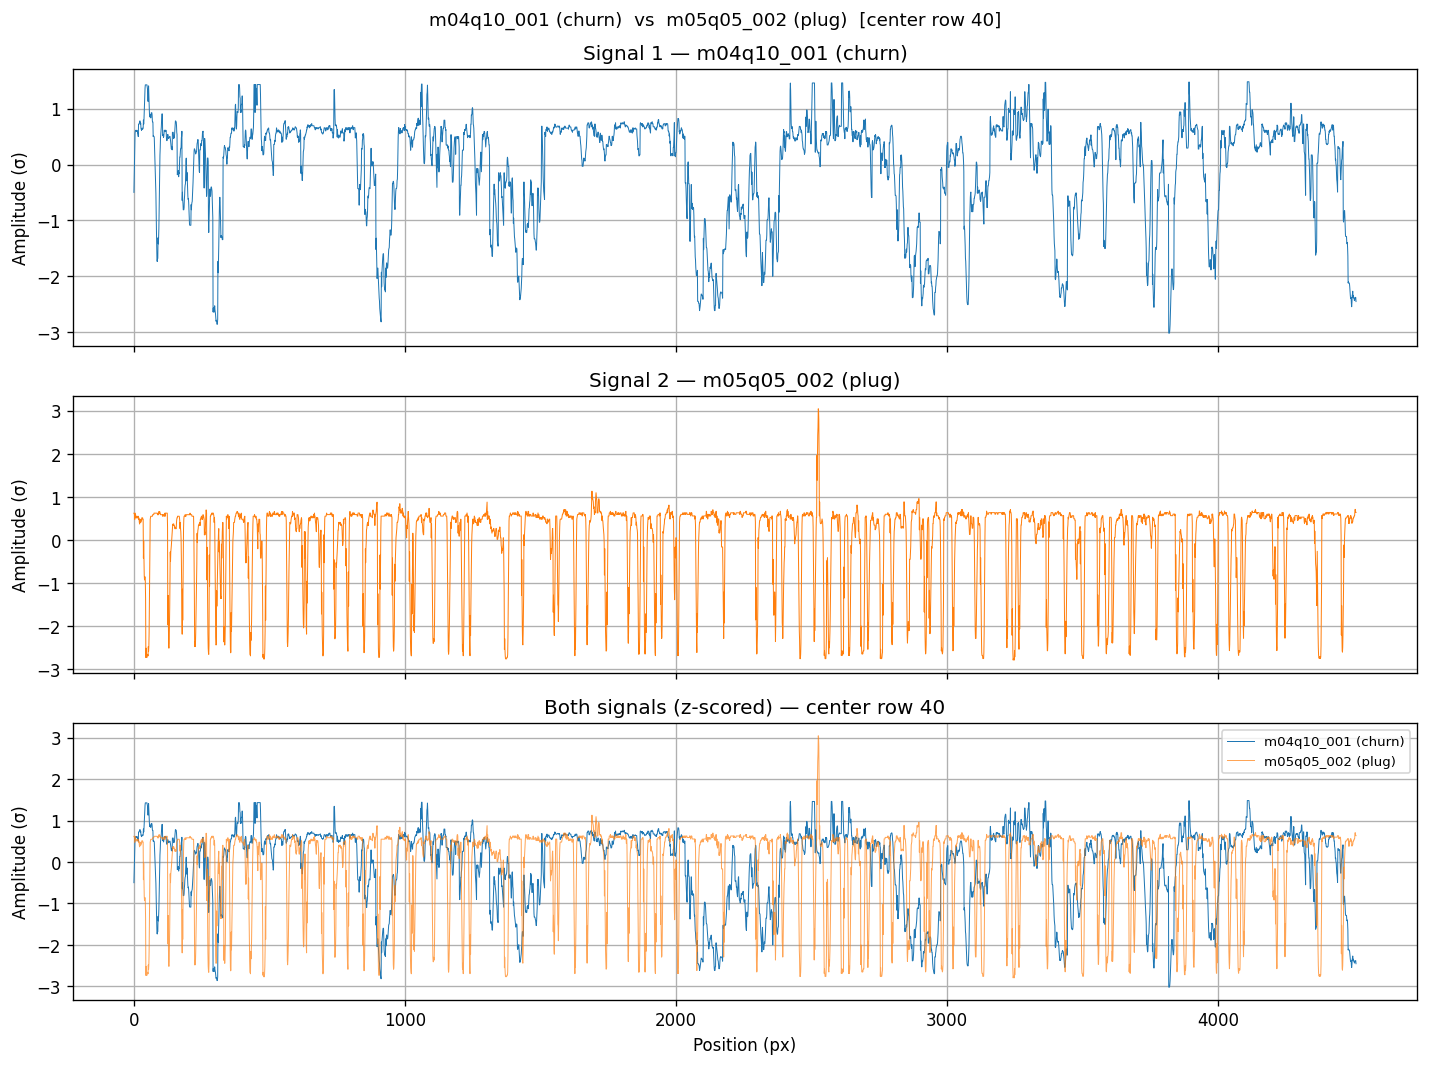 m04q10_001 (churn)  vs  m05q05_002 (plug)  [center row 40]
Signal 1 — m04q10_001 (churn)
Amplitude (σ)
1
0
−1
−2
−3
Signal 2 — m05q05_002 (plug)
Amplitude (σ)
3
2
1
0
−1
−2
−3
Both signals (z-scored) — center row 40
Amplitude (σ)
3
2
1
0
−1
−2
−3
m04q10_001 (churn)
m05q05_002 (plug)
0 1000 2000 3000 4000
Position (px)